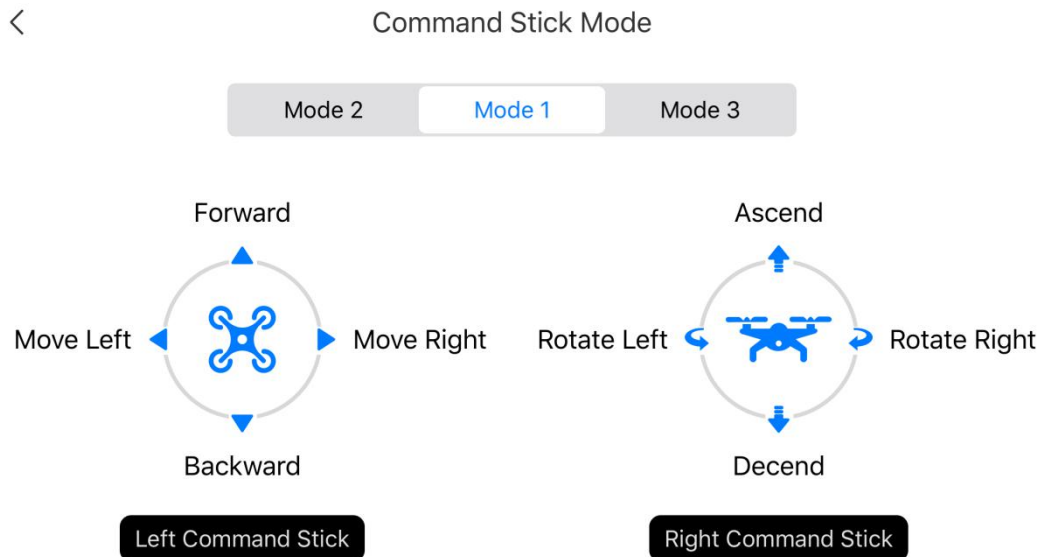 Command Stick Mode
Mode 2 Mode 1 Mode 3
Forward
Move Left Move Right
Backward
Left Command Stick
Ascend
Rotate Left Rotate Right
Decend
Right Command Stick